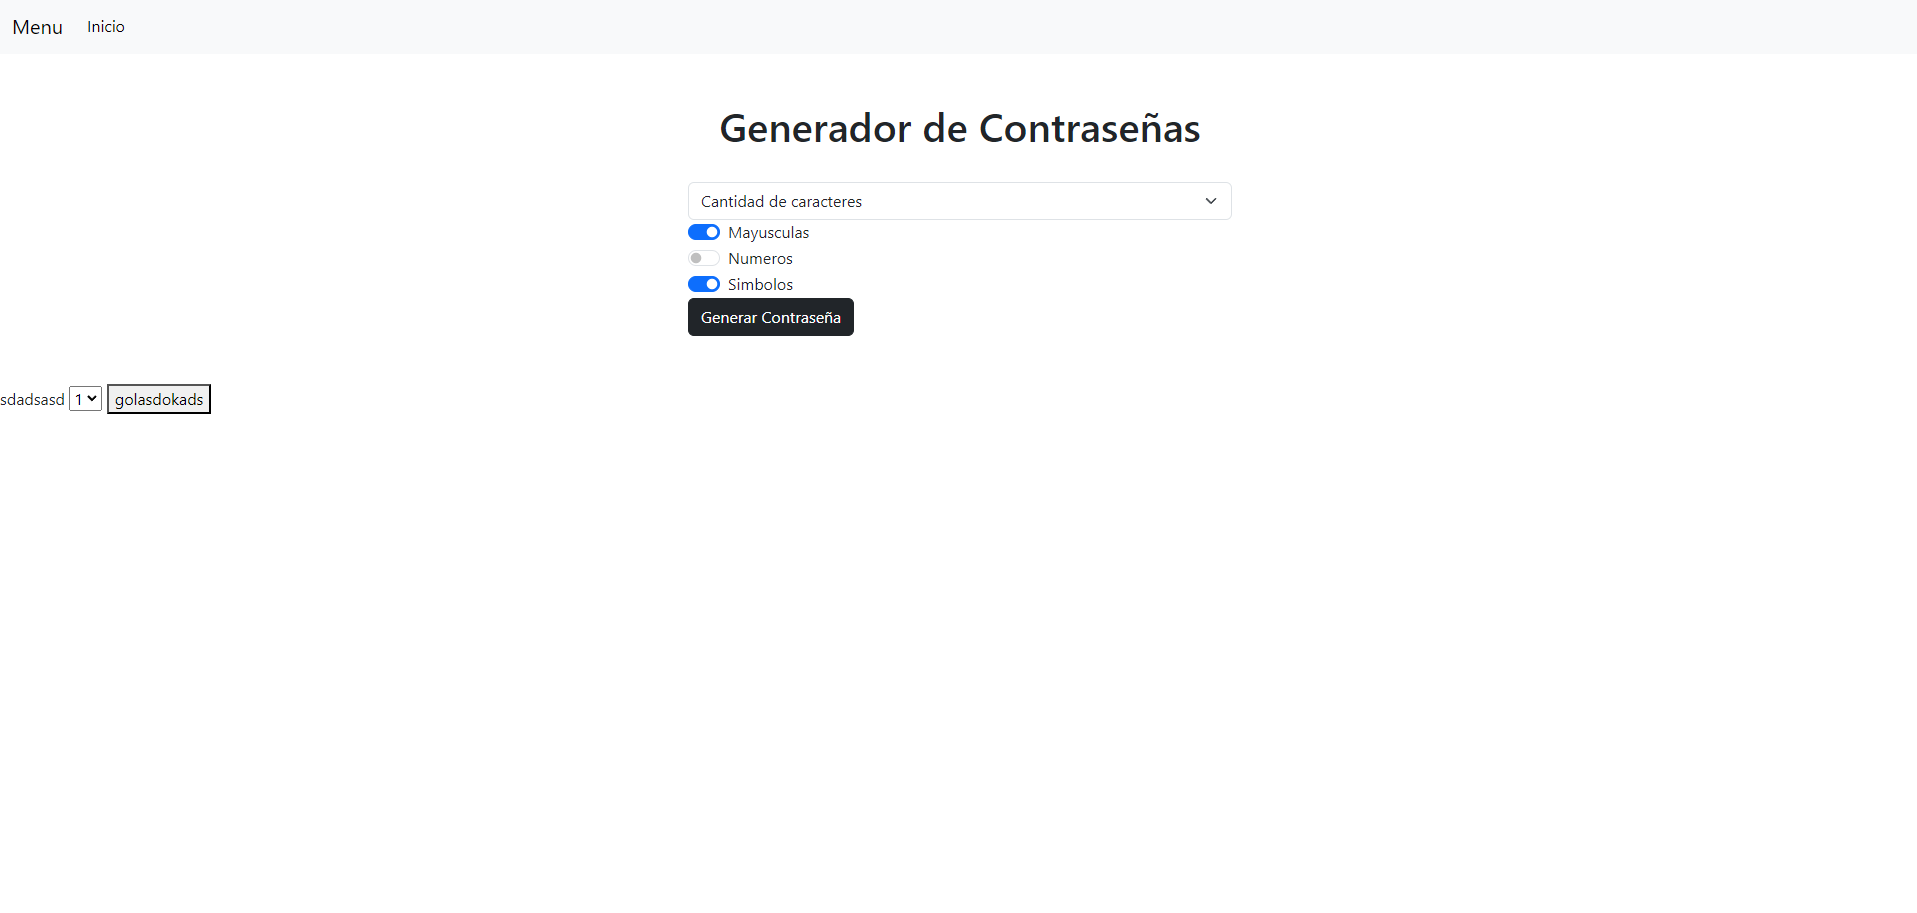 Menu Inicio
Generador de Contraseñas
Cantidad de caracteres
Mayusculas
Numeros
Simbolos
Generar Contraseña
sdadsasd 1 golasdokads